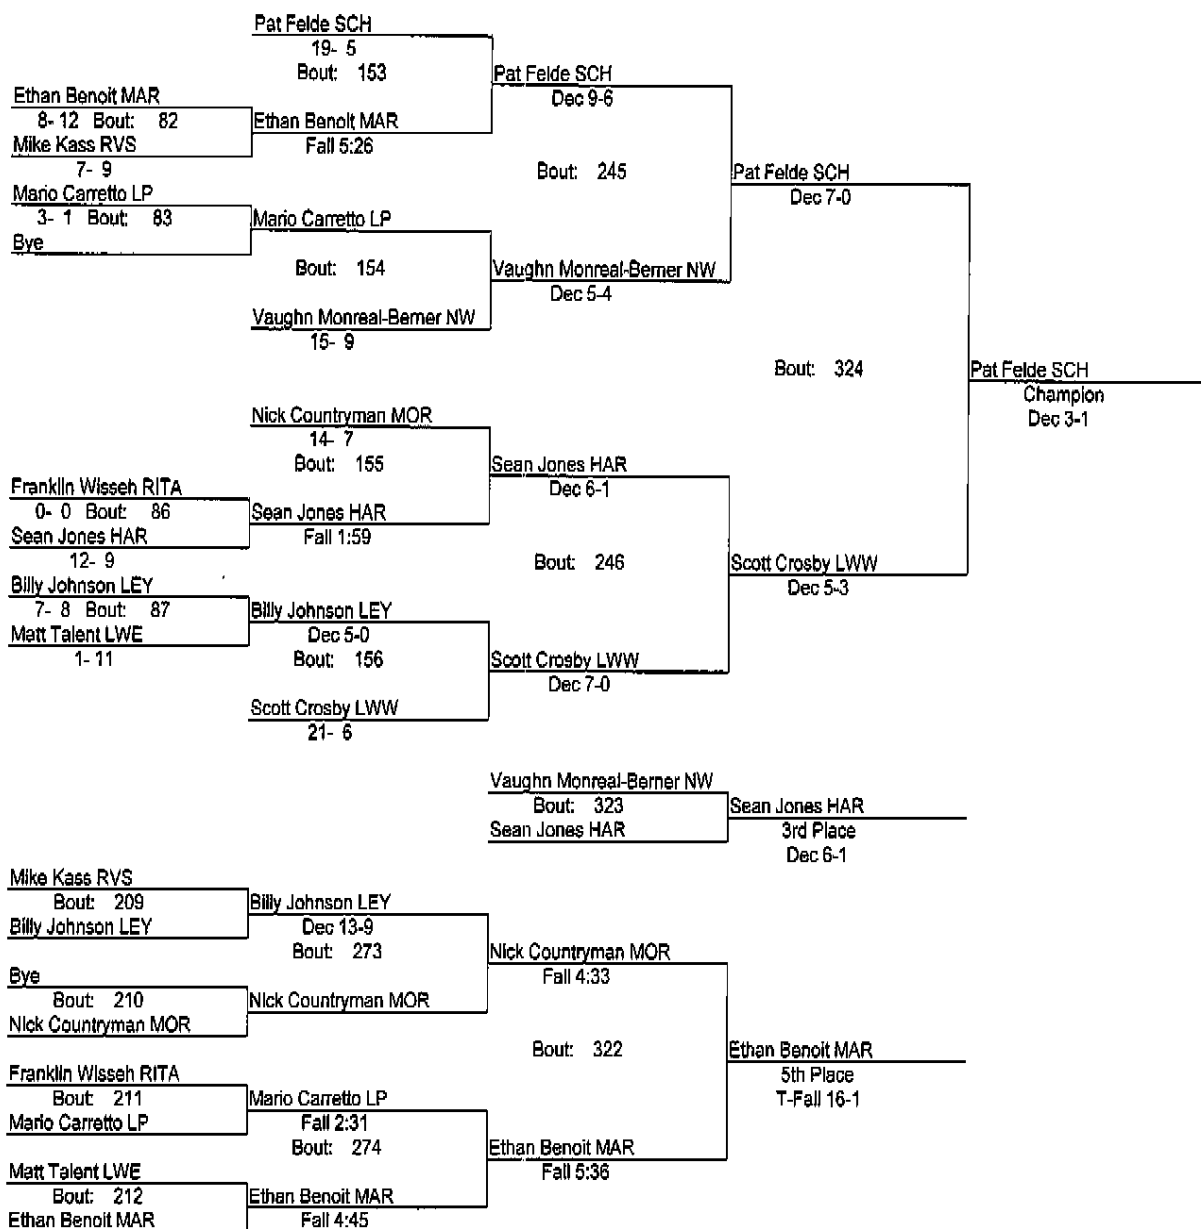 Pat Felde SCH
19- 5
Bout: 153
Pat Felde SCH
Dec 9-6
Ethan Benoit MAR
8- 12 Bout: 82
Ethan Benoit MAR
Mike Kass RVS
Fall 5:26
7- 9
Bout: 245
Pat Felde SCH
Dec 7-0
Mario Carretto LP
3- 1 Bout: 83
Mario Carretto LP
Bye
Bout: 154
Vaughn Monreal-Berner NW
Dec 5-4
Vaughn Monreal-Berner NW
15- 9
Bout: 324
Pat Felde SCH
Champion
Dec 3-1
Nick Countryman MOR
14- 7
Bout: 155
Sean Jones HAR
Dec 6-1
Franklin Wisseh RITA
0- 0 Bout: 86
Sean Jones HAR
Sean Jones HAR
Fall 1:59
12- 9
Bout: 246
Scott Crosby LWW
Dec 5-3
Billy Johnson LEY
7- 8 Bout: 87
Billy Johnson LEY
Matt Talent LWE
Dec 5-0
1- 11
Bout: 156
Scott Crosby LWW
Dec 7-0
Scott Crosby LWW
21- 6
Vaughn Monreal-Berner NW
Bout: 323
Sean Jones HAR
Sean Jones HAR
3rd Place
Dec 6-1
Mike Kass RVS
Bout: 209
Billy Johnson LEY
Billy Johnson LEY
Dec 13-9
Bout: 273
Nick Countryman MOR
Fall 4:33
Bye
Bout: 210
Nick Countryman MOR
Nick Countryman MOR
Bout: 322
Ethan Benoit MAR
5th Place
T-Fall 16-1
Franklin Wisseh RITA
Bout: 211
Mario Carretto LP
Mario Carretto LP
Fall 2:31
Bout: 274
Ethan Benoit MAR
Fall 5:36
Matt Talent LWE
Bout: 212
Ethan Benoit MAR
Ethan Benoit MAR
Fall 4:45